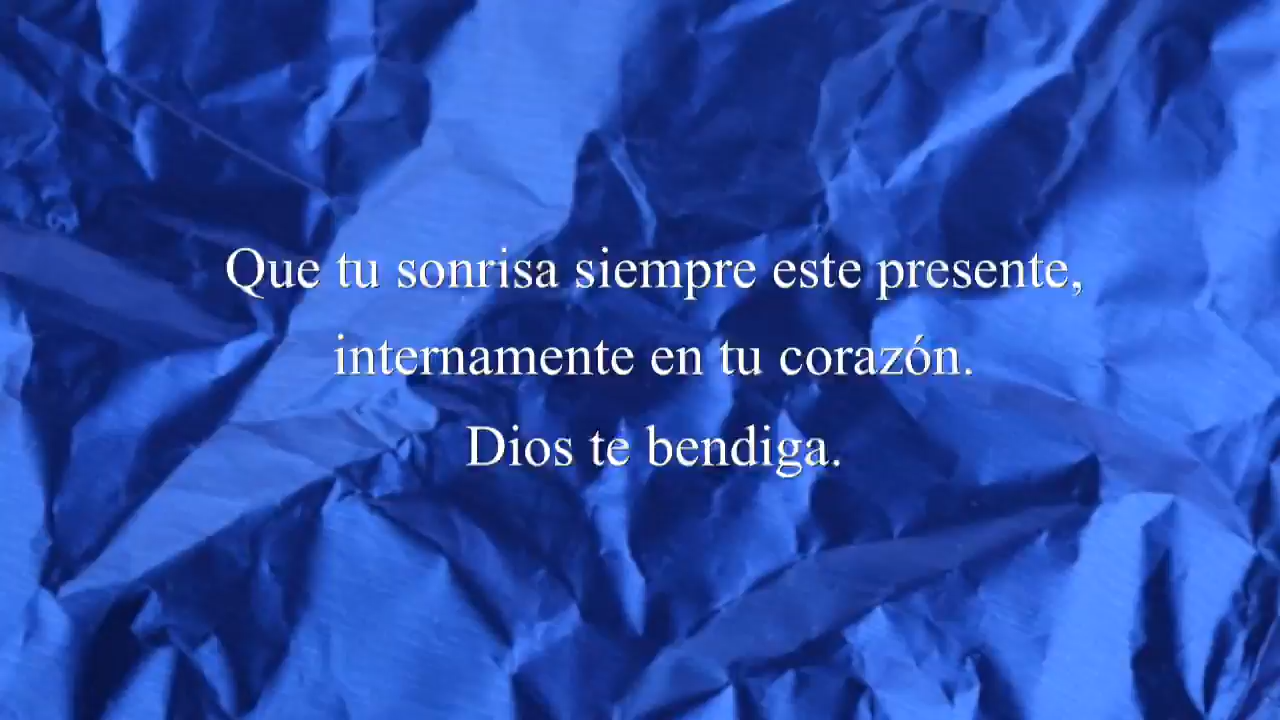 Que tu sonrisa siempre este presente,
internamente en tu corazón.
Dios te bendiga.